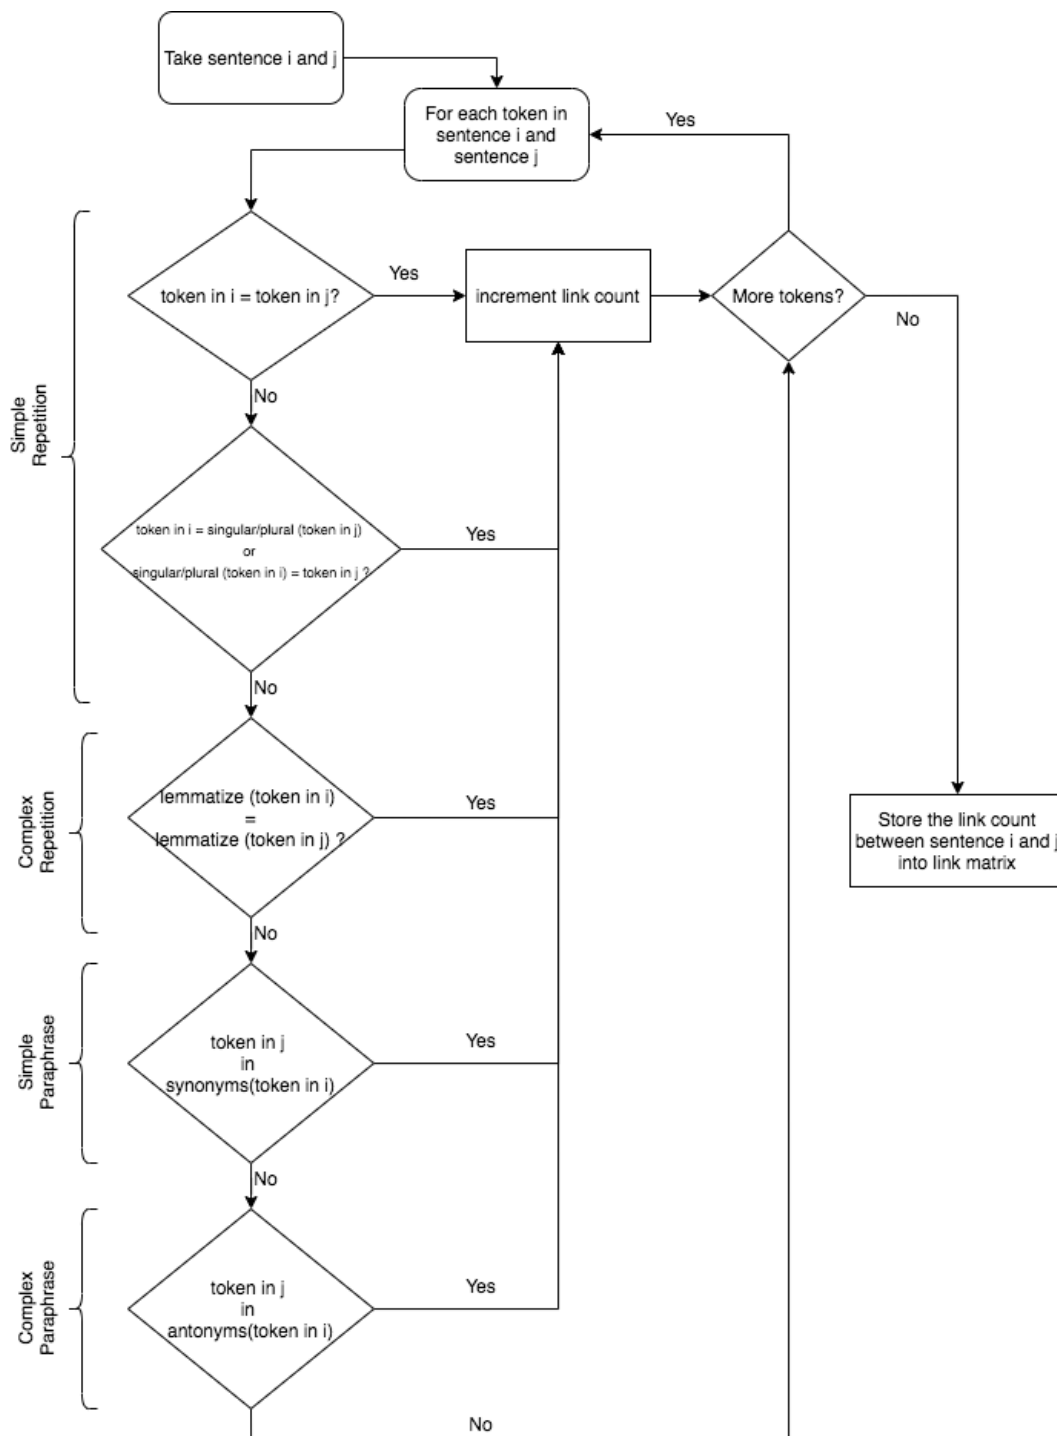 Take sentence i and j
For each token in
sentence i and
sentence j
Yes
token in i = token in j?
Yes
increment link count
More tokens?
No
No
Simple
Repetition
token in i = singular/plural (token in j)
or
singular/plural (token in i) = token in j ?
Yes
No
Complex
Repetition
lemmatize (token in i)
=
lemmatize (token in j) ?
Yes
Store the link count
between sentence i and j
into link matrix
No
Simple
Paraphrase
token in j
in
synonyms(token in i)
Yes
No
Complex
Paraphrase
token in j
in
antonyms(token in i)
Yes
No